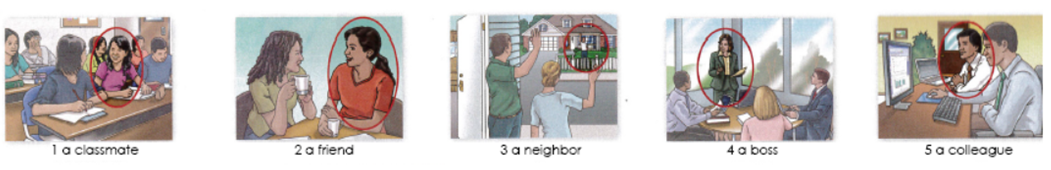 1 a classmate
2 a friend
3 a neighbor
4 a boss
5 a colleague